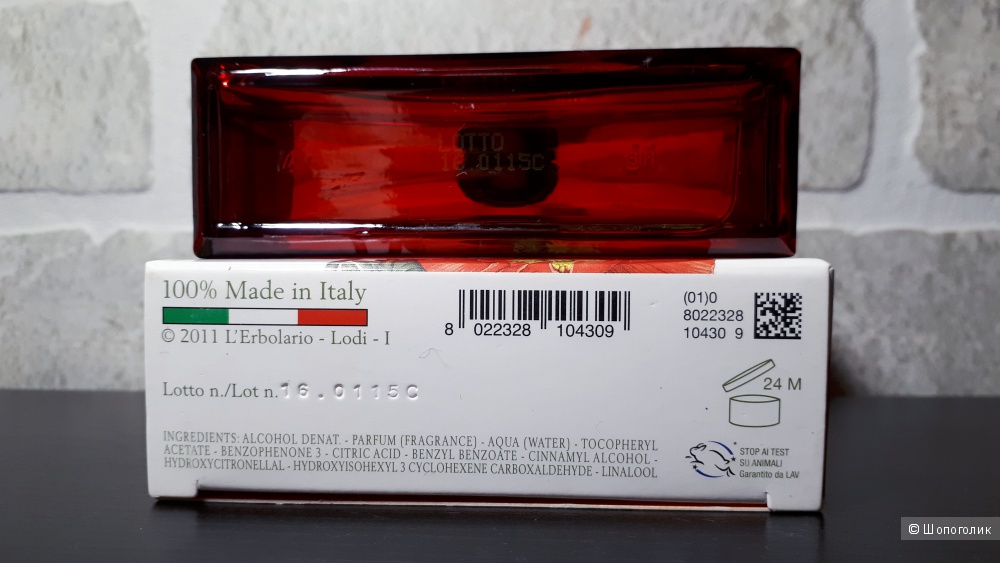 LOTTO
16.0115C
100% Made in Italy
© 2011 L'Erbolario - Lodi - I
8 022328 104309
(01)0
8022328
10430 9
Lotto n./Lot n. 16.0115C
24 M
INGREDIENTS: ALCOHOL DENAT. - PARFUM (FRAGRANCE) - AQUA (WATER) - TOCOPHERYL
ACETATE - BENZOPHENONE 3 - CITRIC ACID - BENZYL BENZOATE - CINNAMYL ALCOHOL -
HYDROXYCITRONELLAL - HYDROXYISOHEXYL 3 CYCLOHEXENE CARBOXALDEHYDE - LINALOOL
STOP AI TEST
SU ANIMALI
Garantito da LAV
© Шопоголик